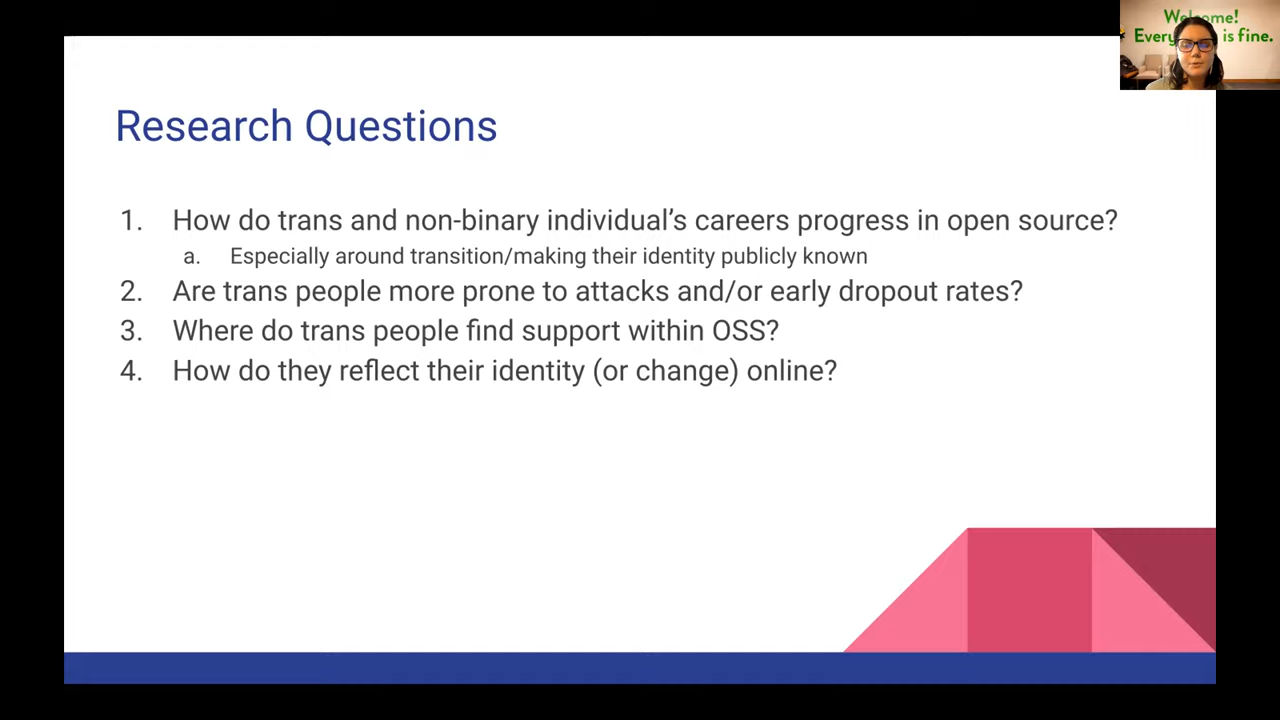 Welcome!
Everything is fine.
Research Questions
1. How do trans and non-binary individual's careers progress in open source?
a. Especially around transition/making their identity publicly known
2. Are trans people more prone to attacks and/or early dropout rates?
3. Where do trans people find support within OSS?
4. How do they reflect their identity (or change) online?